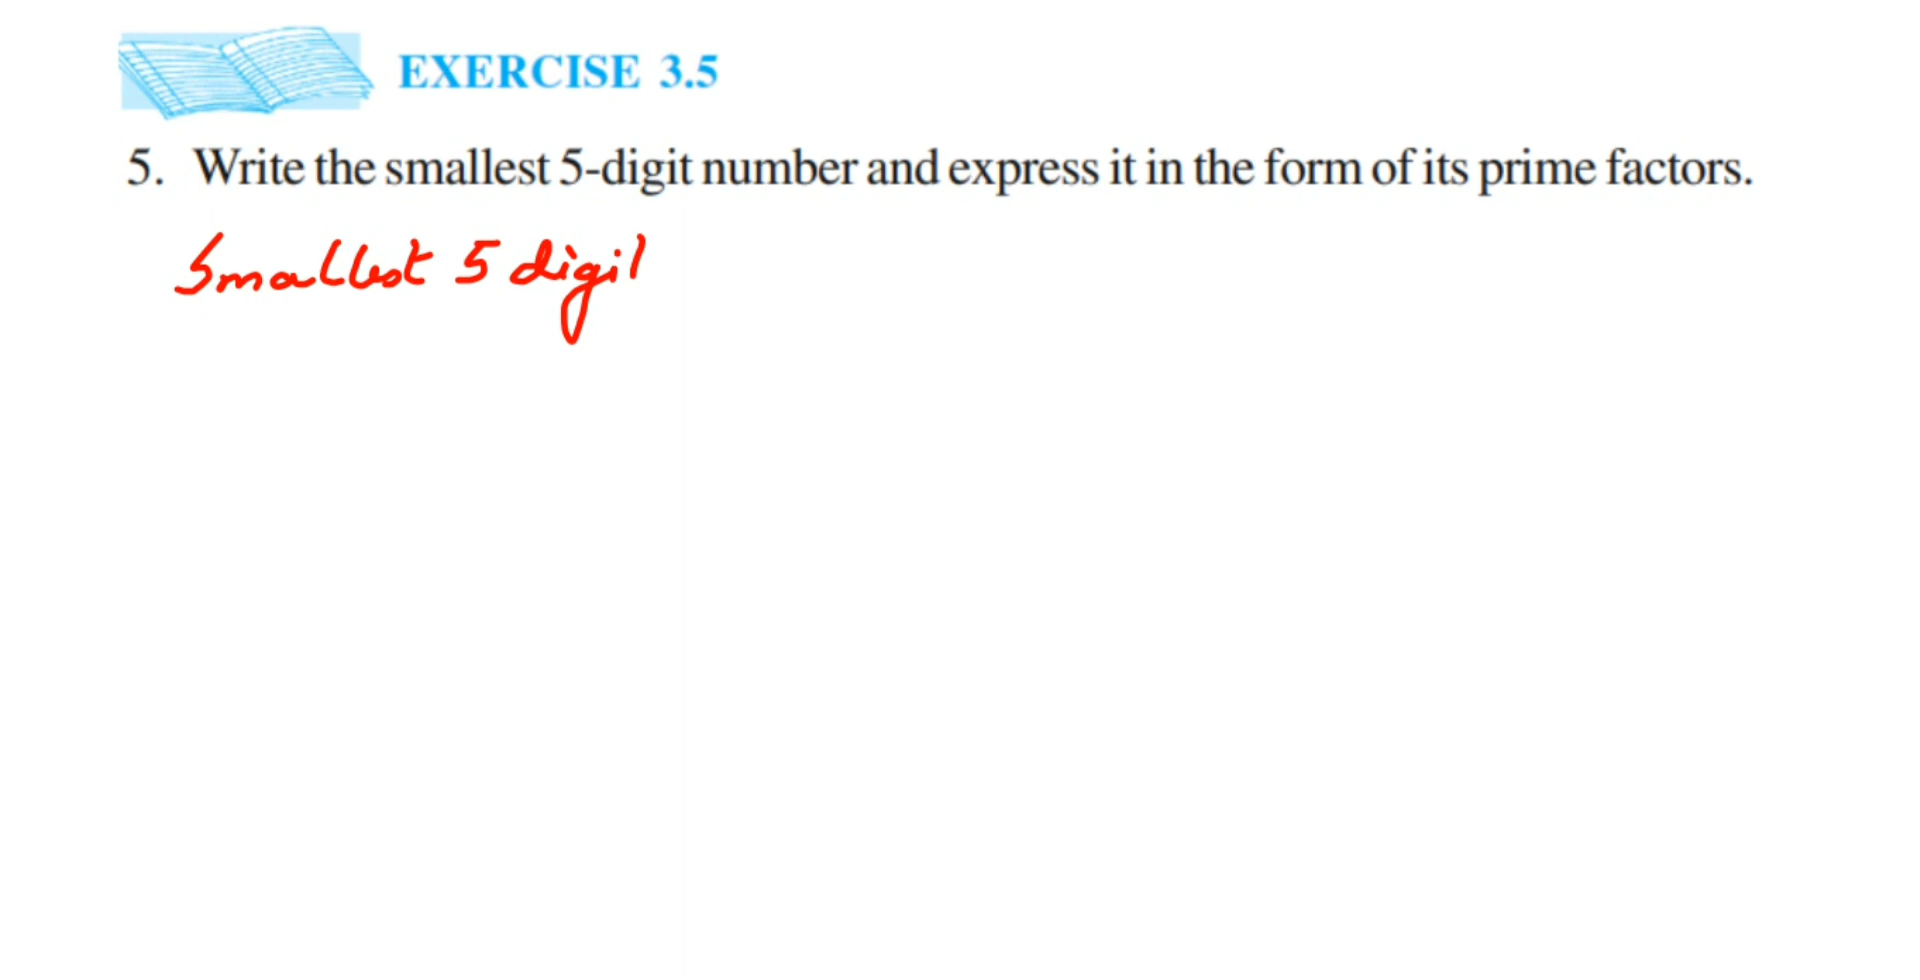 EXERCISE 3.5
5. Write the smallest 5-digit number and express it in the form of its prime factors.
Smallest 5 digit